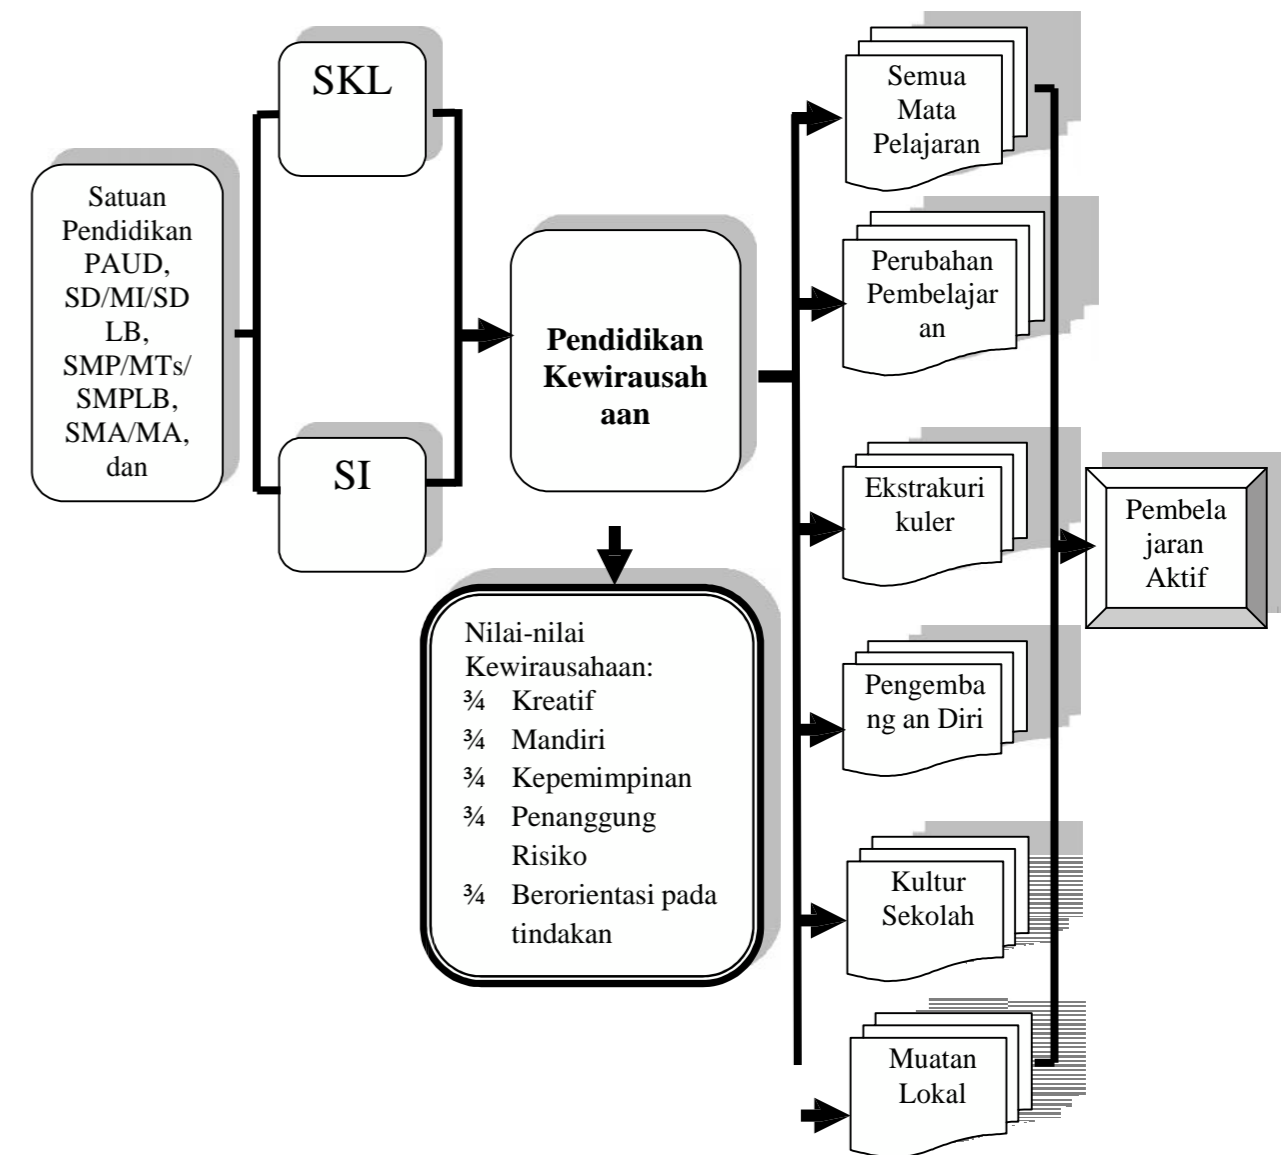 SKL
Satuan
Pendidikan
PAUD,
SD/MI/SD
LB,
SMP/MTs/
SMPLB,
SMA/MA,
dan
SI
Pendidikan
Kewirausah
aan
Nilai-nilai
Kewirausahaan:
¾ Kreatif
¾ Mandiri
¾ Kepemimpinan
¾ Penanggung
Risiko
¾ Berorientasi pada
tindakan
Semua
Mata
Pelajaran
Perubahan
Pembelajar
an
Ekstrakuri
kuler
Pengemba
ng an Diri
Kultur
Sekolah
Muatan
Lokal
Pembela
jaran
Aktif